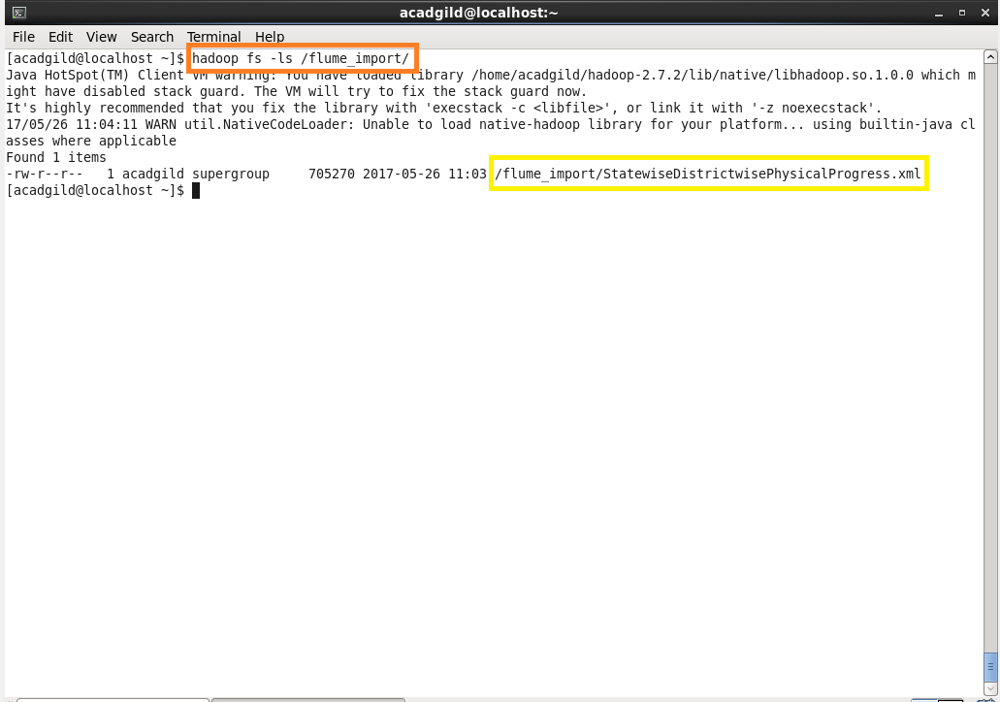 acadgild@localhost:~
File Edit View Search Terminal Help
[acadgild@localhost ~]$ hadoop fs -ls /flume_import/
Java HotSpot(TM) Client VM warning: You have loaded library /home/acadgild/hadoop-2.7.2/lib/native/libhadoop.so.1.0.0 which m
ight have disabled stack guard. The VM will try to fix the stack guard now.
It's highly recommended that you fix the library with 'execstack -c <libfile>', or link it with '-z noexecstack'.
17/05/26 11:04:11 WARN util.NativeCodeLoader: Unable to load native-hadoop library for your platform... using builtin-java cl
asses where applicable
Found 1 items
-rw-r--r--   1 acadgild supergroup     705270 2017-05-26 11:03 /flume_import/StatewiseDistrictwisePhysicalProgress.xml
[acadgild@localhost ~]$